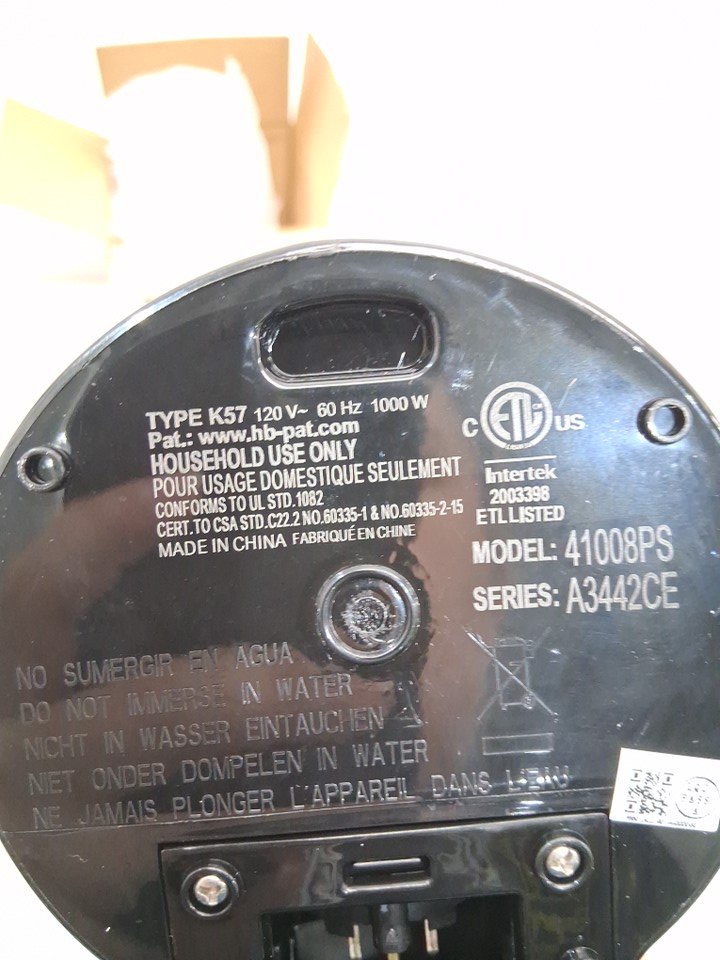 TYPE K57 120 V~ 60 Hz 1000 W
Pat.: www.hb-pat.com
HOUSEHOLD USE ONLY
POUR USAGE DOMESTIQUE SEULEMENT
CONFORMS TO UL STD.1082
CERT. TO CSA STD.C22.2 NO.60335-1 & NO.60335-2-15
MADE IN CHINA FABRIQUÉ EN CHINE
C ETL US
Intertek
2003398
ETL LISTED
MODEL: 41008PS
SERIES: A3442CE
NO SUMERGIR EN AGUA
DO NOT IMMERSE IN WATER
NICHT IN WASSER EINTAUCHEN
NIET ONDER DOMPELEN IN WATER
NE JAMAIS PLONGER L'APPAREIL DANS L'EAU